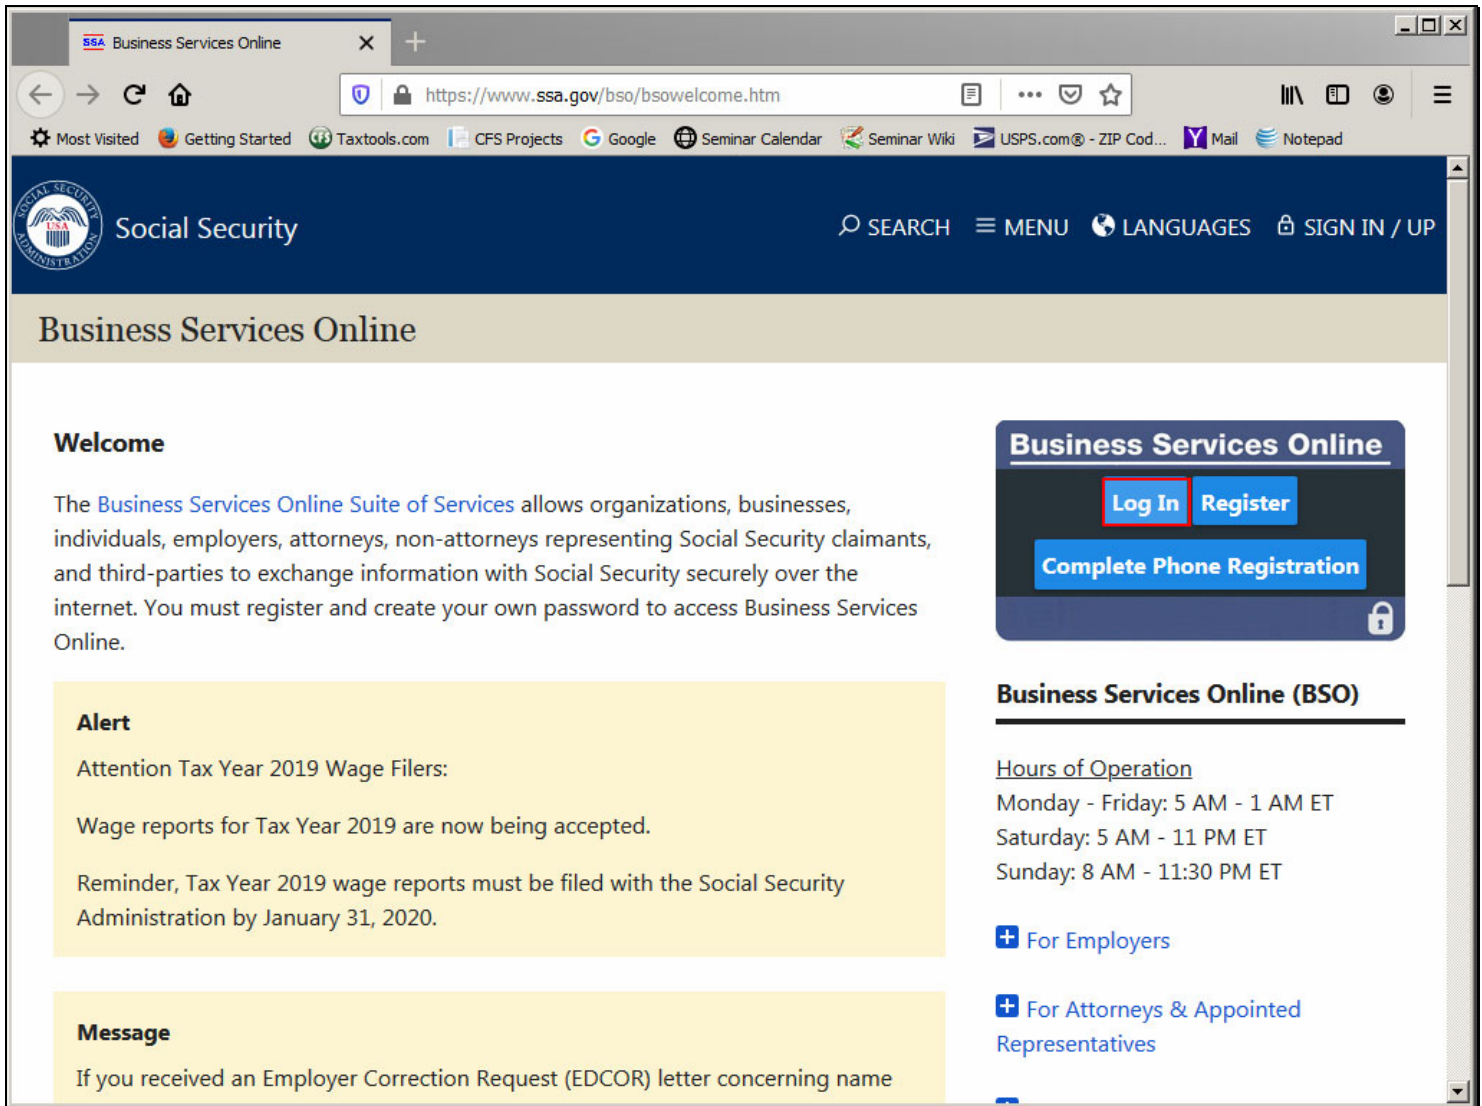 SSA Business Services Online
https://www.ssa.gov/bso/bsowelcome.htm
Most Visited Getting Started Taxtools.com CFS Projects Google Seminar Calendar Seminar Wiki USPS.com® - ZIP Cod... Mail Notepad
SOCIAL SECURITY ADMINISTRATION
USA
Social Security
SEARCH MENU LANGUAGES SIGN IN / UP
Business Services Online
Welcome
The Business Services Online Suite of Services allows organizations, businesses,
individuals, employers, attorneys, non-attorneys representing Social Security claimants,
and third-parties to exchange information with Social Security securely over the
internet. You must register and create your own password to access Business Services
Online.
Alert
Attention Tax Year 2019 Wage Filers:
Wage reports for Tax Year 2019 are now being accepted.
Reminder, Tax Year 2019 wage reports must be filed with the Social Security
Administration by January 31, 2020.
Message
If you received an Employer Correction Request (EDCOR) letter concerning name
Business Services Online
Log In Register
Complete Phone Registration
Business Services Online (BSO)
Hours of Operation
Monday - Friday: 5 AM - 1 AM ET
Saturday: 5 AM - 11 PM ET
Sunday: 8 AM - 11:30 PM ET
For Employers
For Attorneys & Appointed
Representatives